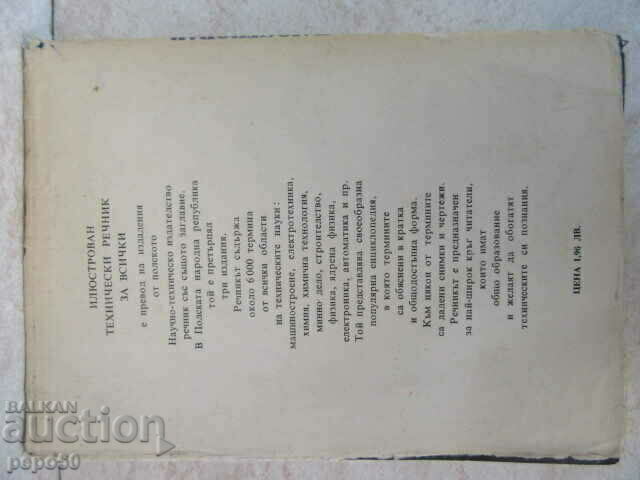 ИЛЮСТРОВАН
ТЕХНИЧЕСКИ РЕЧНИК
ЗА ВСИЧКИ
е превод на издадения
от полското
Научно-техническо издателство
речник със същото заглавие.
В Полската народна република
той е претърпял
три издания.
Речникът съдържа
около 6000 термина
от всички области
на техническите науки:
машиностроене, електротехника,
химия, химична технология,
минно дело, строителство,
физика, ядрена физика,
електроника, автоматика и пр.
Той представлява своеобразна
популярна енциклопедия,
в която термините
са обяснени в кратка
и общодостъпна форма.
Към някои от термините
са дадени снимки и чертежи.
Речникът е предназначен
за най-широк кръг читатели,
които имат
общо образование
и желаят да обогатят
техническите си познания.
ЦЕНА 1,96 ЛВ.
BALKAN
auction
pepo50